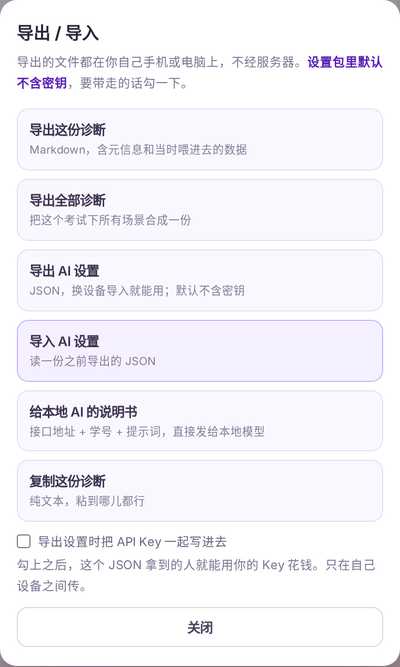 导出 / 导入
导出的文件都在你自己手机或电脑上，不经服务器。设置包里默认
不含密钥，要带走的话勾一下。
导出这份诊断
Markdown，含元信息和当时喂进去的数据
导出全部诊断
把这个考试下所有场景合成一份
导出 AI 设置
JSON，换设备导入就能用；默认不含密钥
导入 AI 设置
读一份之前导出的 JSON
给本地 AI 的说明书
接口地址 + 学号 + 提示词，直接发给本地模型
复制这份诊断
纯文本，粘到哪儿都行
导出设置时把 API Key 一起写进去
勾上之后，这个 JSON 拿到的人就能用你的 Key 花钱。只在自己
设备之间传。
关闭